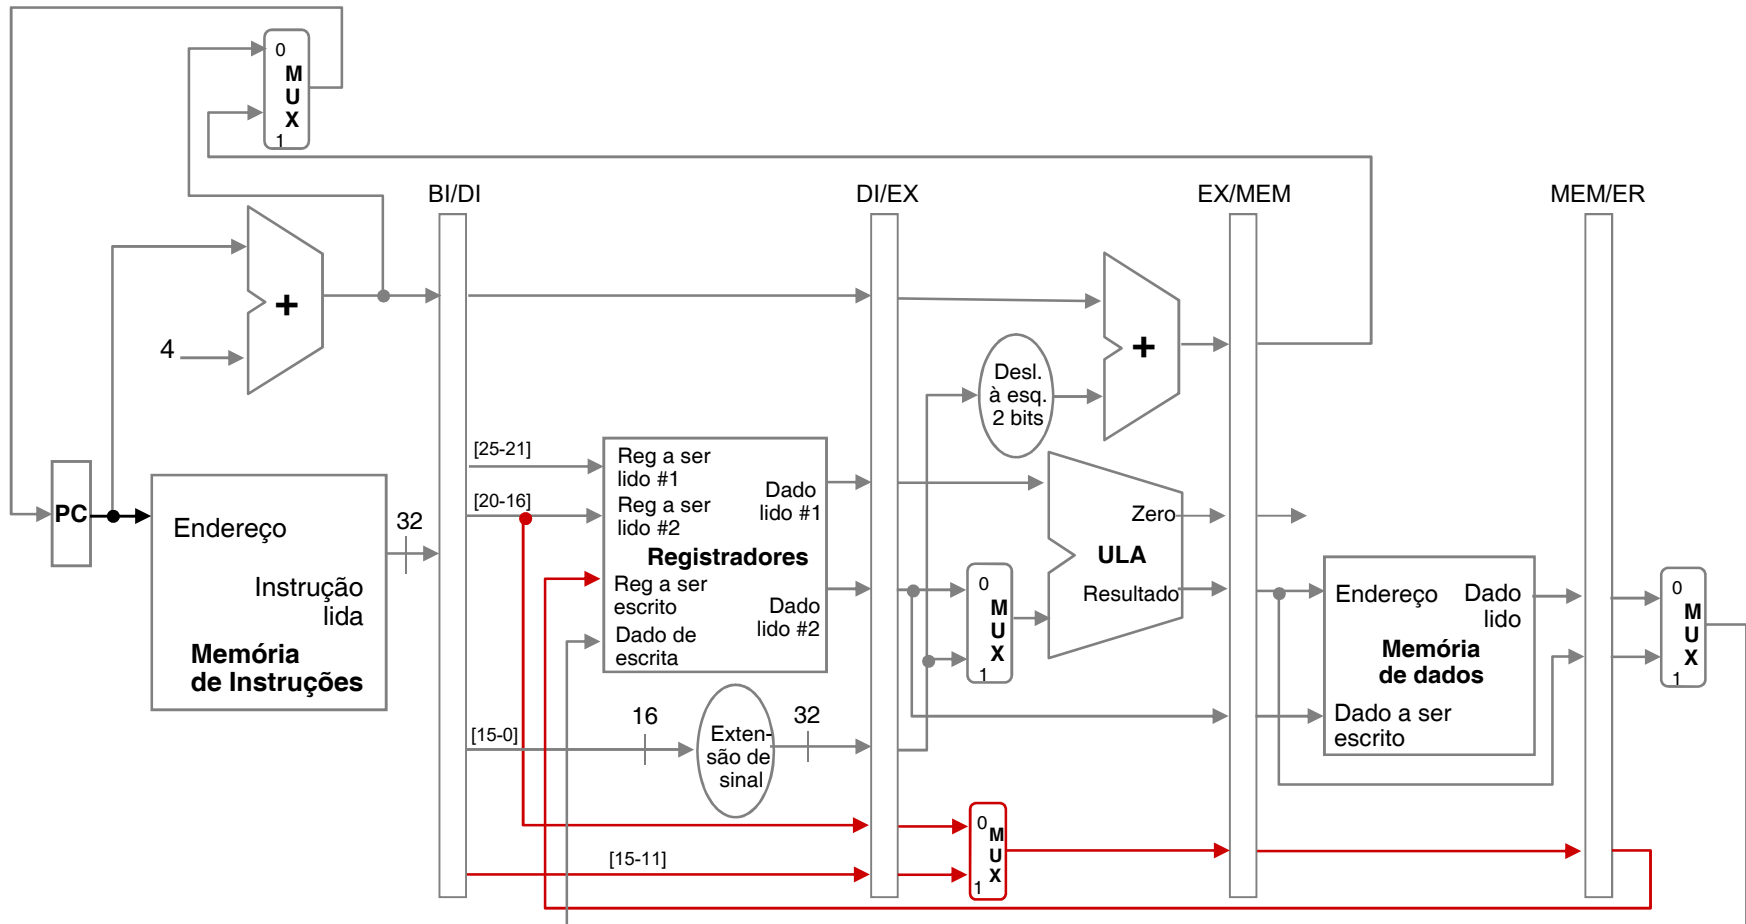 0
M
U
X
1
BI/DI
DI/EX
EX/MEM
MEM/ER
+
4
+
Desl.
à esq.
2 bits
[25-21]
[20-16]
PC
Endereço
Instrução
lida
Memória
de Instruções
32
Reg a ser
lido #1
Reg a ser
lido #2
Registradores
Reg a ser
escrito
Dado de
escrita
Dado
lido #1
Dado
lido #2
Zero
ULA
Resultado
0
M
U
X
1
Endereço
Dado
lido
Memória
de dados
Dado a ser
escrito
0
M
U
X
1
[15-0]
16
Exten-
são de
sinal
32
[15-11]
0
M
U
X
1